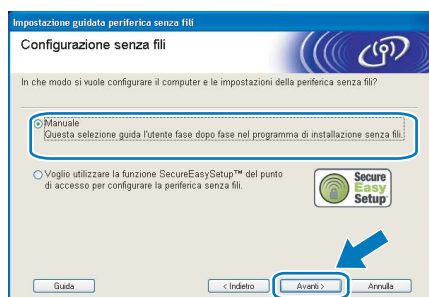 Impostazione guidata periferica senza fili
Configurazione senza fili
In che modo si vuole configurare il computer e le impostazioni della periferica senza fili?
Manuale
Questa selezione guida l'utente fase dopo fase nel programma di installazione senza fili.
Voglio utilizzare la funzione SecureEasySetup™ del punto
di accesso per configurare la periferica senza fili.
Secure
Easy
Setup
Guida
< Indietro
Avanti >
Annulla